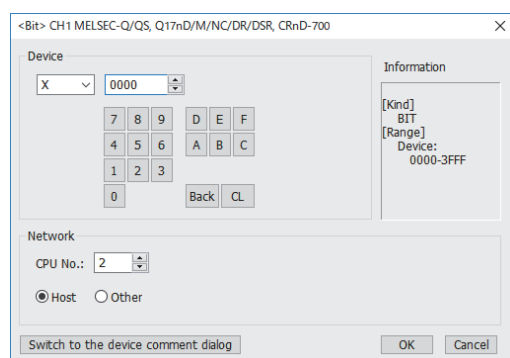 <Bit> CH1 MELSEC-Q/QS, Q17nD/M/NC/DR/DSR, CRnD-700
Device
X 0000
7 8 9 D E F
4 5 6 A B C
1 2 3
0 Back CL
Information
[Kind]
BIT
[Range]
Device:
0000-3FFF
Network
CPU No.: 2
Host Other
Switch to the device comment dialog OK Cancel